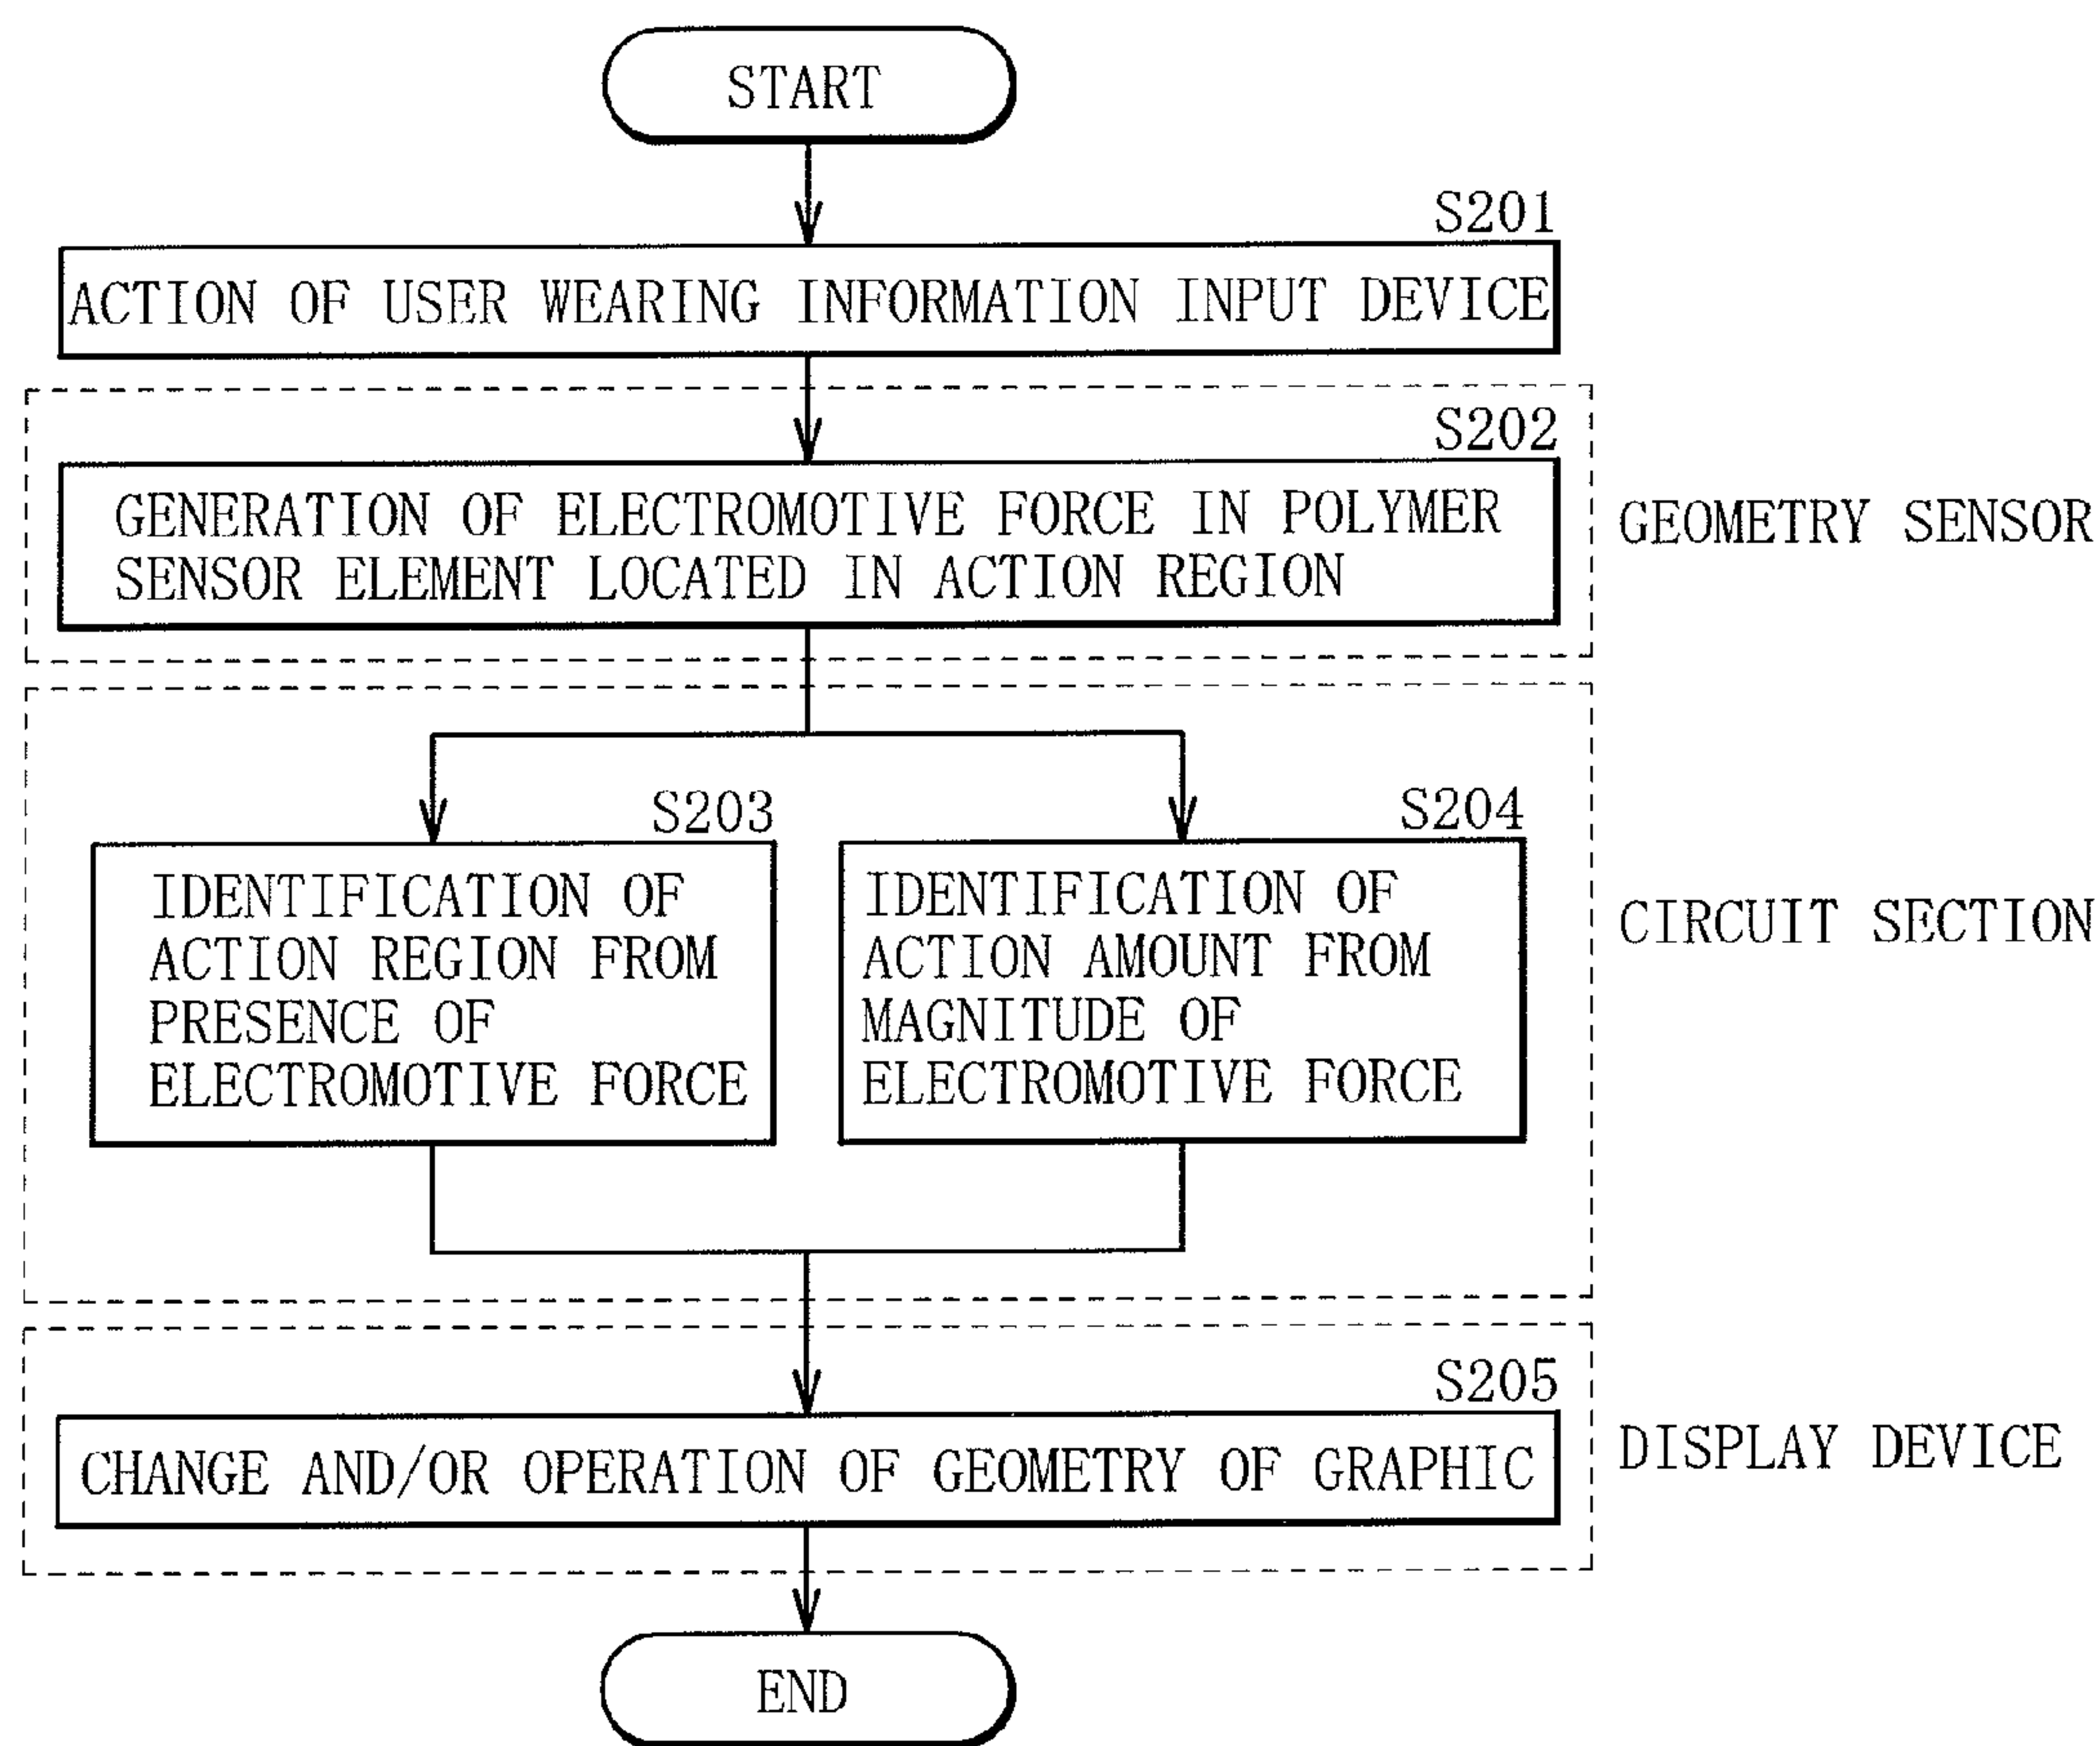 START
S201
ACTION OF USER WEARING INFORMATION INPUT DEVICE
S202
GENERATION OF ELECTROMOTIVE FORCE IN POLYMER
SENSOR ELEMENT LOCATED IN ACTION REGION
GEOMETRY SENSOR
S203
IDENTIFICATION OF
ACTION REGION FROM
PRESENCE OF
ELECTROMOTIVE FORCE
S204
IDENTIFICATION OF
ACTION AMOUNT FROM
MAGNITUDE OF
ELECTROMOTIVE FORCE
CIRCUIT SECTION
S205
CHANGE AND/OR OPERATION OF GEOMETRY OF GRAPHIC
DISPLAY DEVICE
END